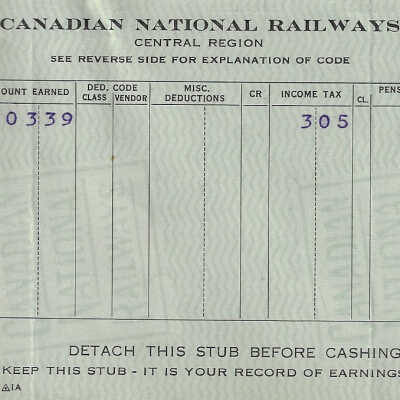 CANADIAN NATIONAL RAILWAYS
CENTRAL REGION
SEE REVERSE SIDE FOR EXPLANATION OF CODE
OUNT EARNED DED. CODE CLASS VENDOR MISC. DEDUCTIONS CR INCOME TAX CL. PENS
0339 305
DETACH THIS STUB BEFORE CASHING
KEEP THIS STUB - IT IS YOUR RECORD OF EARNINGS
1A